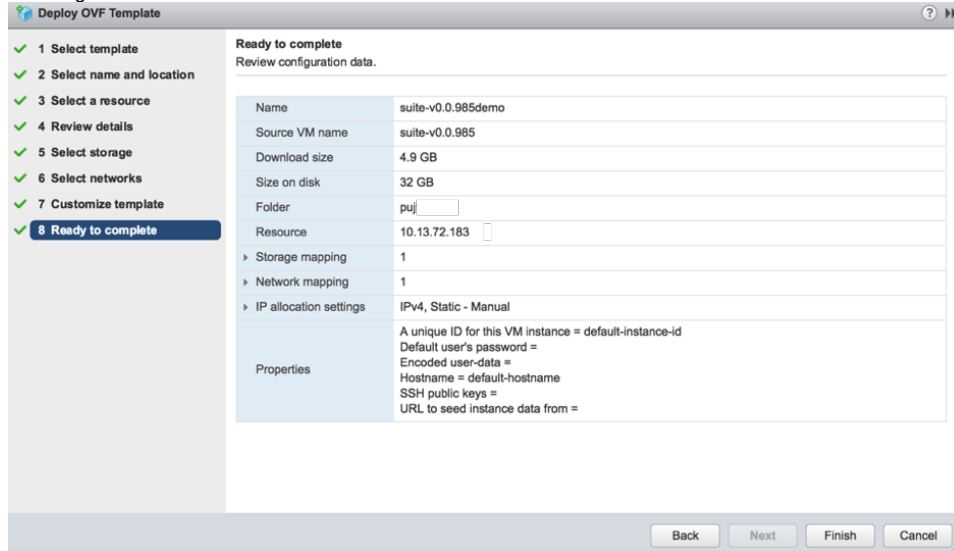 Deploy OVF Template
1 Select template
2 Select name and location
3 Select a resource
4 Review details
5 Select storage
6 Select networks
7 Customize template
8 Ready to complete
Ready to complete
Review configuration data.
Name suite-v0.0.985demo
Source VM name suite-v0.0.985
Download size 4.9 GB
Size on disk 32 GB
Folder puj
Resource 10.13.72.183
Storage mapping 1
Network mapping 1
IP allocation settings IPv4, Static - Manual
Properties
A unique ID for this VM instance = default-instance-id
Default user's password =
Encoded user-data =
Hostname = default-hostname
SSH public keys =
URL to seed instance data from =
Back Next Finish Cancel